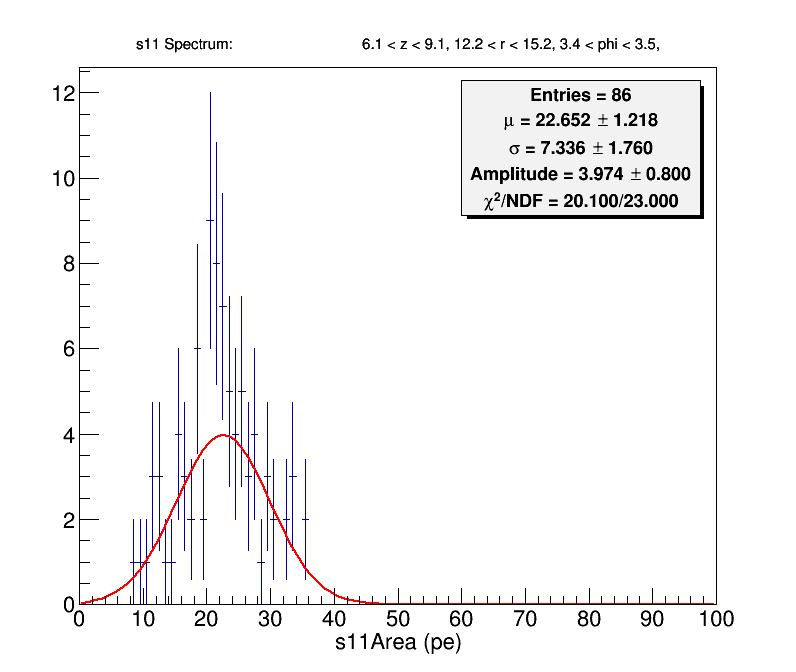 s11 Spectrum: 6.1 < z < 9.1, 12.2 < r < 15.2, 3.4 < phi < 3.5,
Entries = 86
μ = 22.652 ± 1.218
σ = 7.336 ± 1.760
Amplitude = 3.974 ± 0.800
χ²/NDF = 20.100/23.000
12
10
8
6
4
2
0
0 10 20 30 40 50 60 70 80 90 100
s11Area (pe)